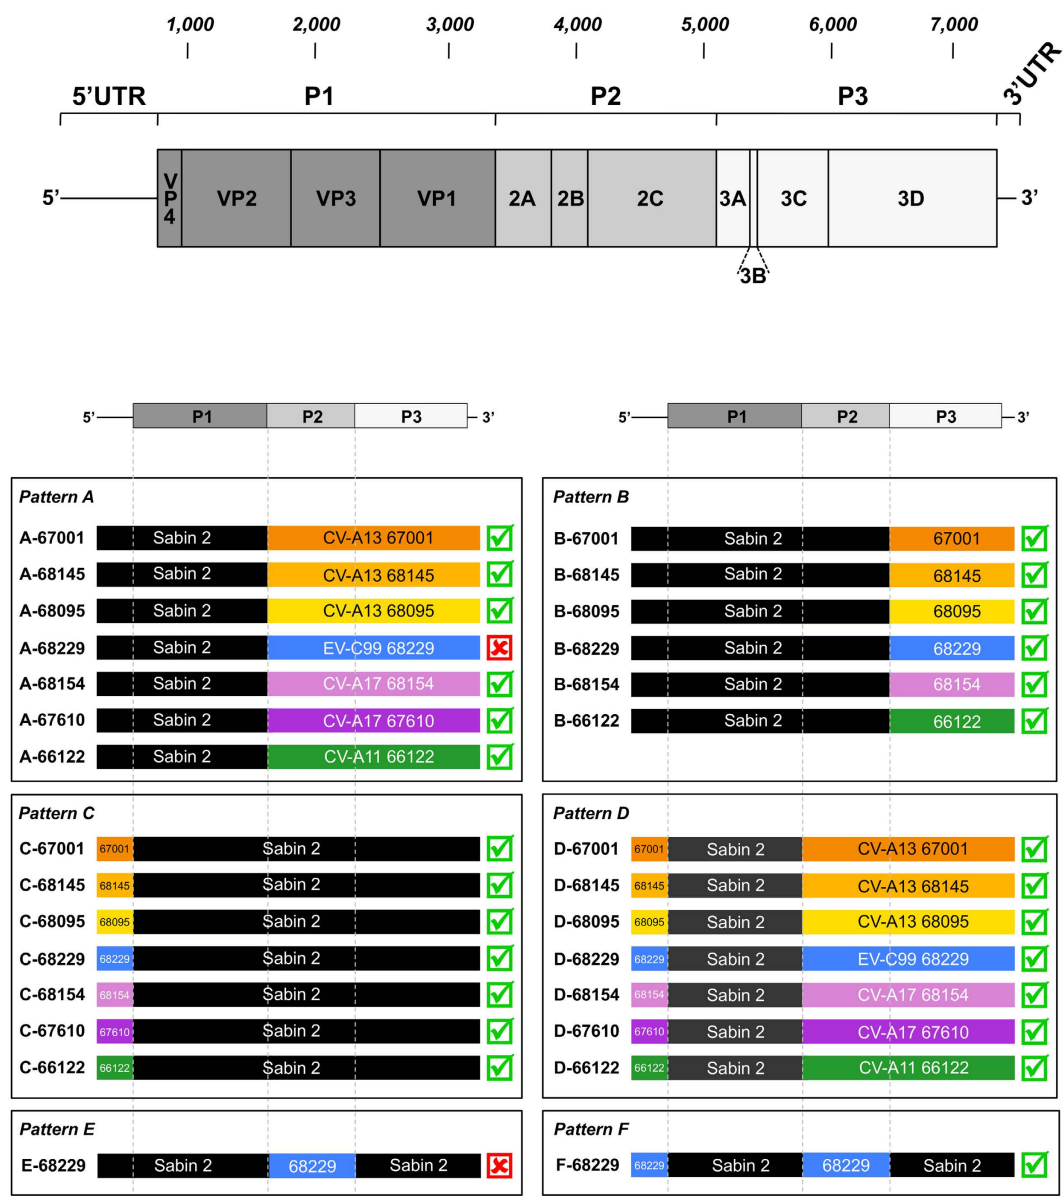 1,000 2,000 3,000 4,000 5,000 6,000 7,000
5’UTR P1 P2 P3 3’UTR
5’ VP4 VP2 VP3 VP1 2A 2B 2C 3A 3C 3D 3’
3B
5’ P1 P2 P3 3’
5’ P1 P2 P3 3’
Pattern A
A-67001 Sabin 2 CV-A13 67001
A-68145 Sabin 2 CV-A13 68145
A-68095 Sabin 2 CV-A13 68095
A-68229 Sabin 2 EV-C99 68229
A-68154 Sabin 2 CV-A17 68154
A-67610 Sabin 2 CV-A17 67610
A-66122 Sabin 2 CV-A11 66122
Pattern B
B-67001 Sabin 2 67001
B-68145 Sabin 2 68145
B-68095 Sabin 2 68095
B-68229 Sabin 2 68229
B-68154 Sabin 2 68154
B-66122 Sabin 2 66122
Pattern C
C-67001 67001 Sabin 2
C-68145 68145 Sabin 2
C-68095 68095 Sabin 2
C-68229 68229 Sabin 2
C-68154 68154 Sabin 2
C-67610 67610 Sabin 2
C-66122 66122 Sabin 2
Pattern D
D-67001 67001 Sabin 2 CV-A13 67001
D-68145 68145 Sabin 2 CV-A13 68145
D-68095 68095 Sabin 2 CV-A13 68095
D-68229 68229 Sabin 2 EV-C99 68229
D-68154 68154 Sabin 2 CV-A17 68154
D-67610 67610 Sabin 2 CV-A17 67610
D-66122 66122 Sabin 2 CV-A11 66122
Pattern E
E-68229 Sabin 2 68229 Sabin 2
Pattern F
F-68229 68229 Sabin 2 68229 Sabin 2